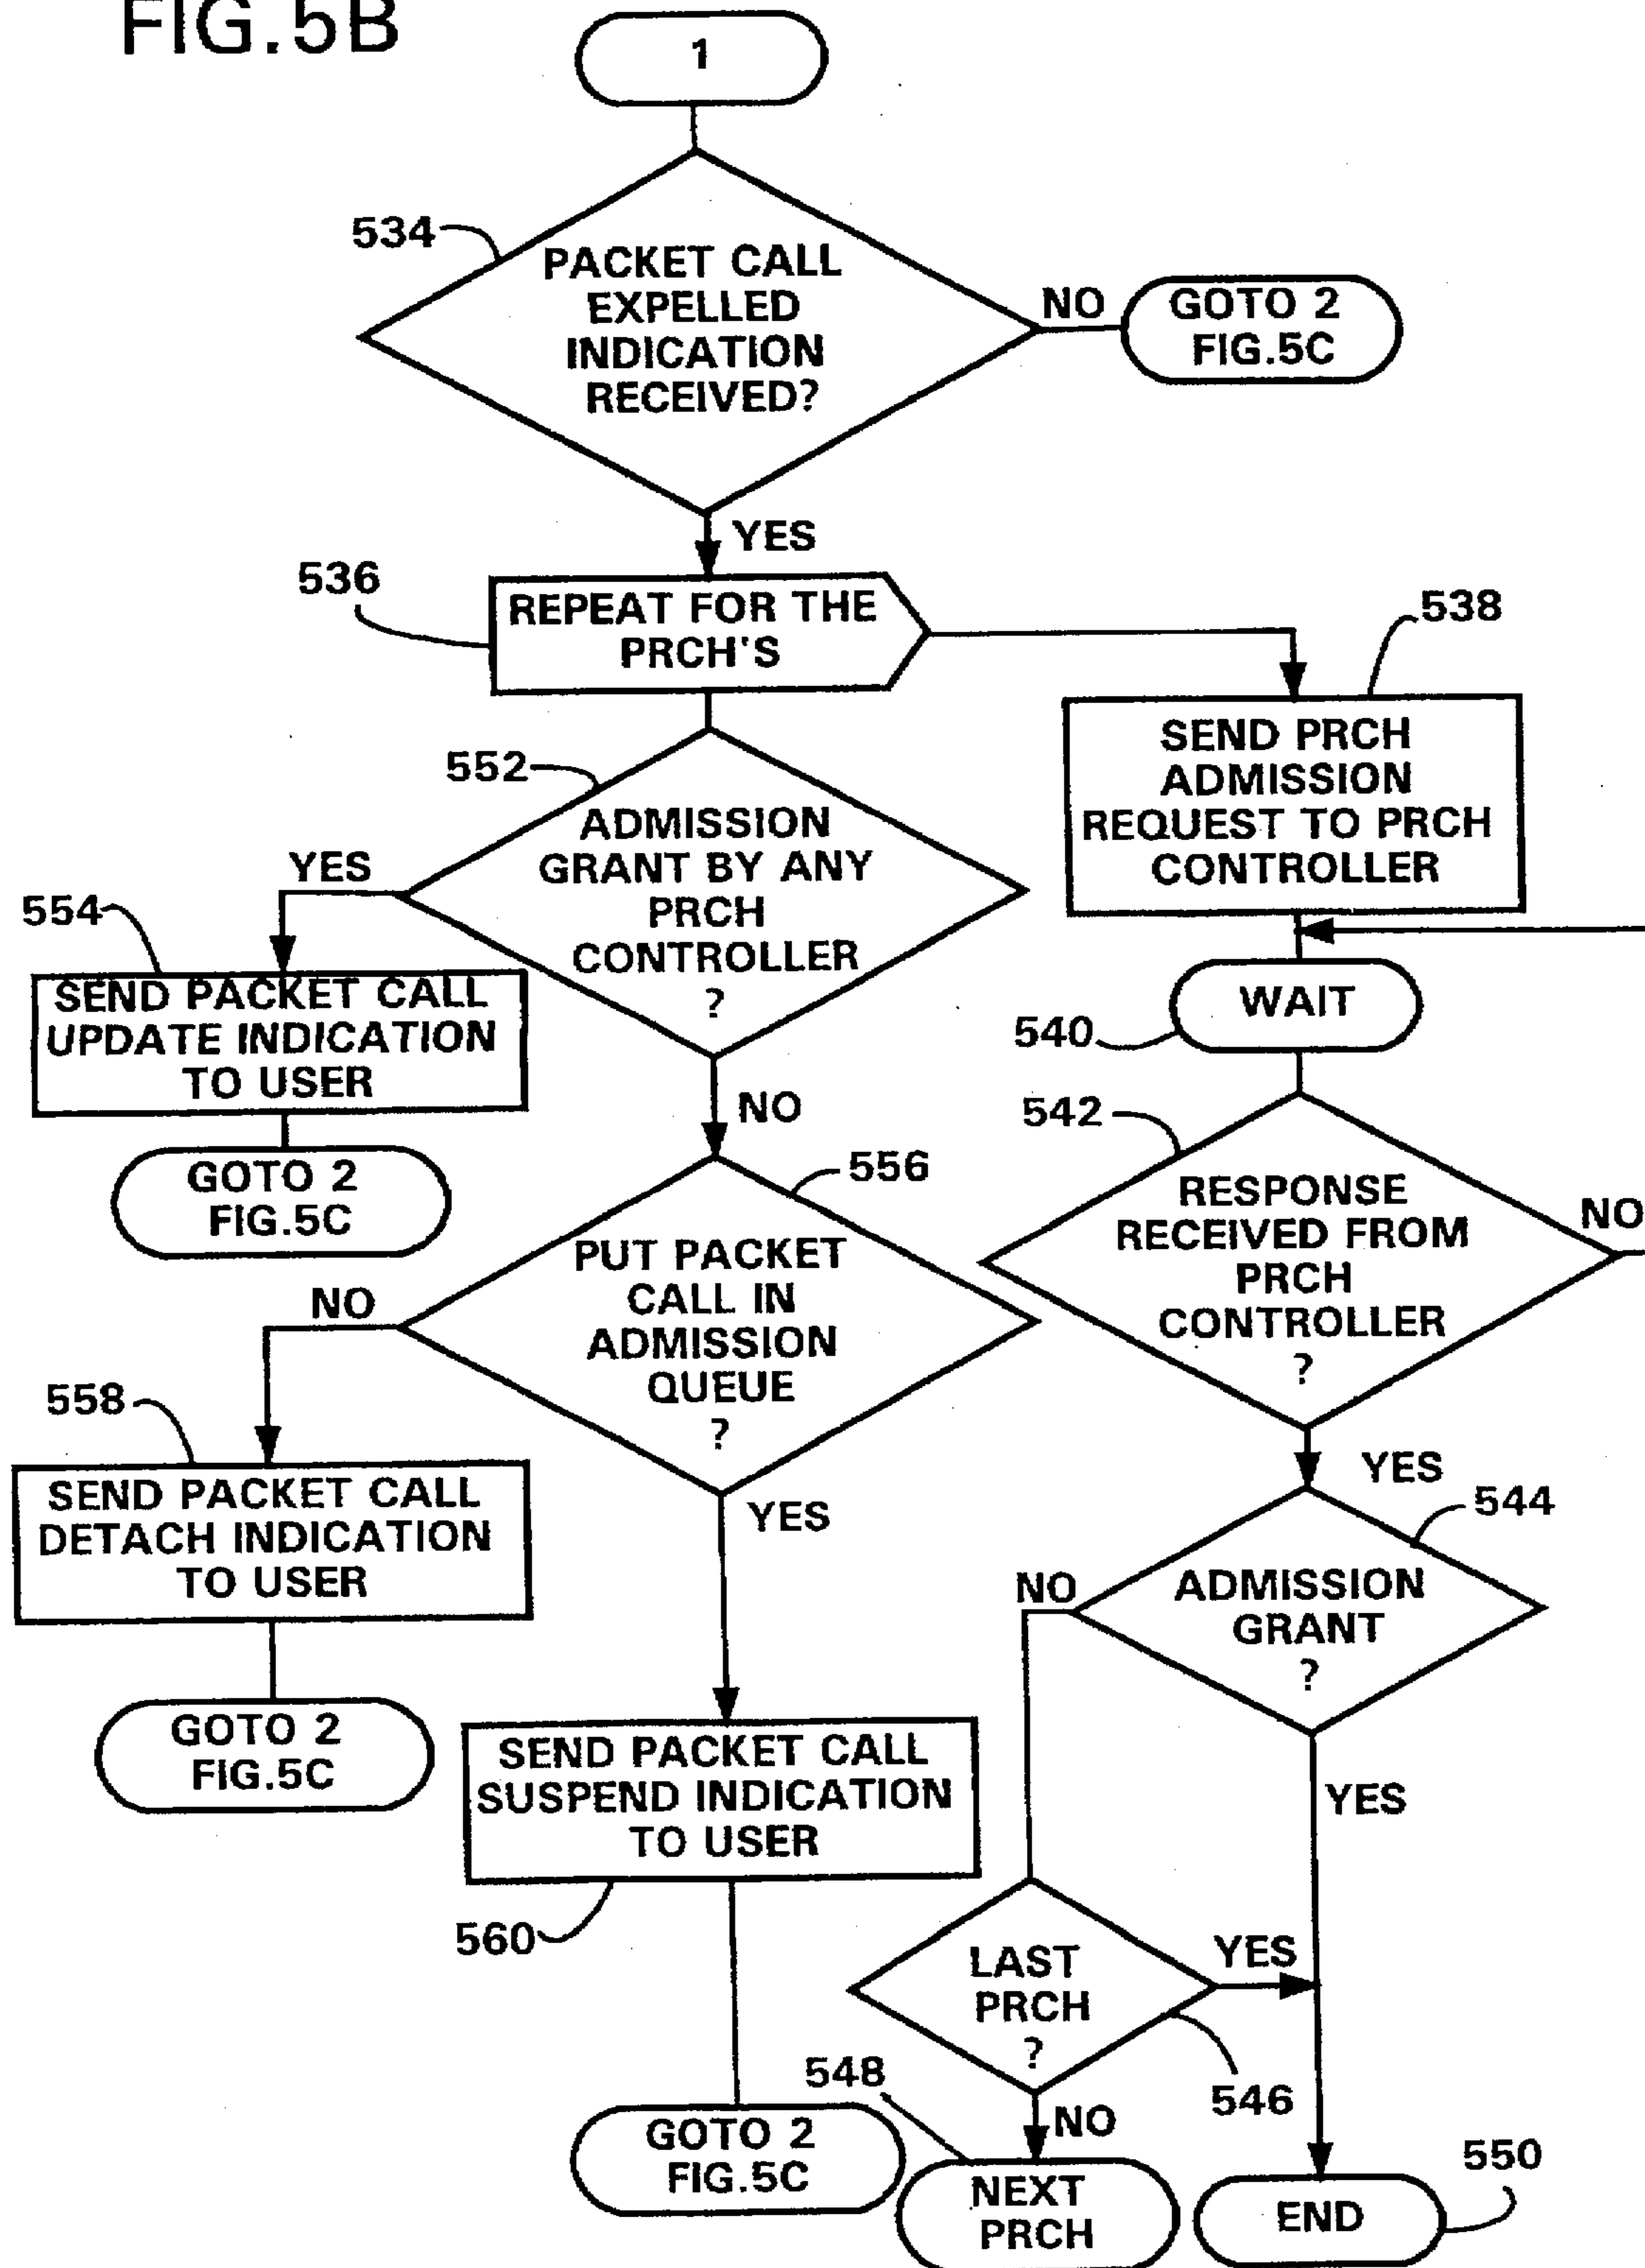 FIG.5B
1
534
PACKET CALL
EXPELLED
INDICATION
RECEIVED?
NO
GOTO 2
FIG.5C
YES
536
REPEAT FOR THE
PRCH'S
538
SEND PRCH
ADMISSION
REQUEST TO PRCH
CONTROLLER
552
ADMISSION
GRANT BY ANY
PRCH
CONTROLLER
?
YES
554
SEND PACKET CALL
UPDATE INDICATION
TO USER
GOTO 2
FIG.5C
NO
WAIT
540
542
RESPONSE
RECEIVED FROM
PRCH
CONTROLLER
?
NO
556
PUT PACKET
CALL IN
ADMISSION
QUEUE
?
NO
558
SEND PACKET CALL
DETACH INDICATION
TO USER
GOTO 2
FIG.5C
YES
YES
544
ADMISSION
GRANT
?
NO
YES
SEND PACKET CALL
SUSPEND INDICATION
TO USER
560
GOTO 2
FIG.5C
LAST
PRCH
?
YES
546
548
NO
NEXT
PRCH
END
550